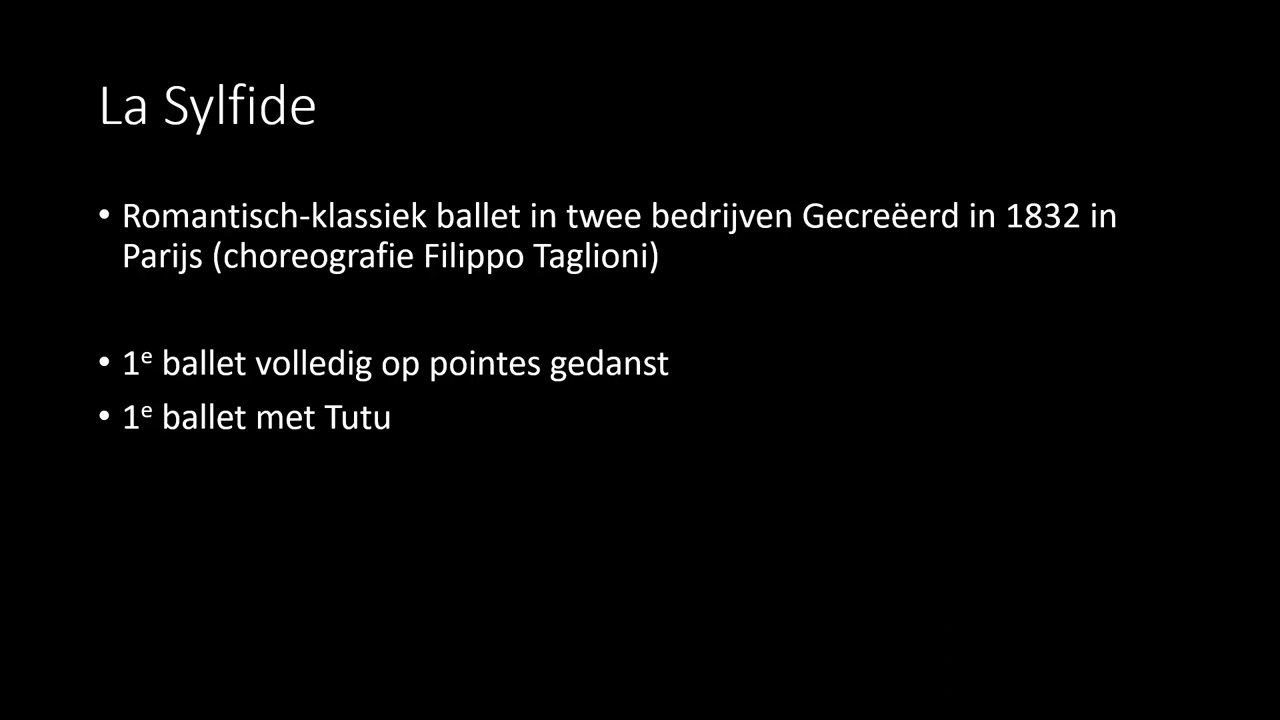 La Sylfide
• Romantisch-klassiek ballet in twee bedrijven Gecreëerd in 1832 in
Parijs (choreografie Filippo Taglioni)
• 1e ballet volledig op pointes gedanst
• 1e ballet met Tutu